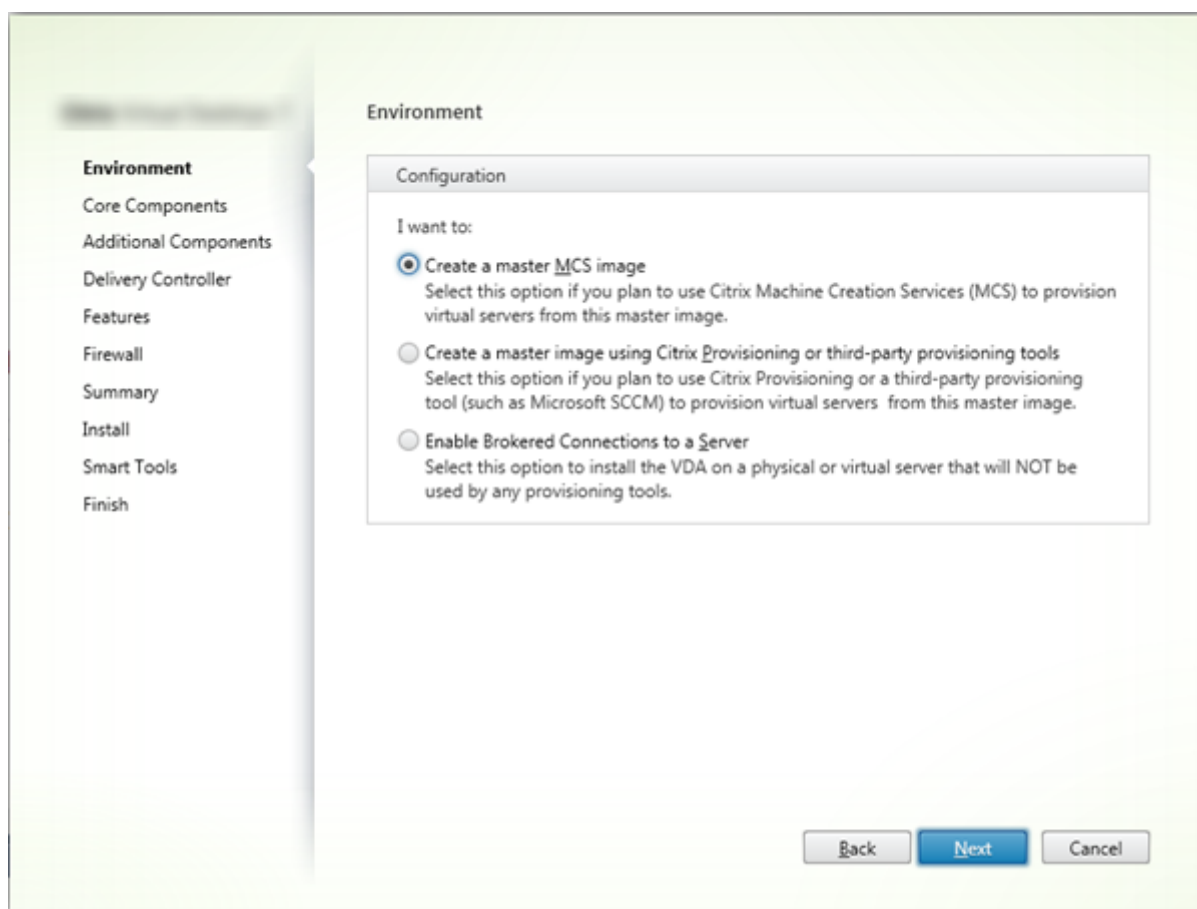 Environment
Core Components
Additional Components
Delivery Controller
Features
Firewall
Summary
Install
Smart Tools
Finish
Environment
Configuration
I want to:
Create a master MCS image
Select this option if you plan to use Citrix Machine Creation Services (MCS) to provision
virtual servers from this master image.
Create a master image using Citrix Provisioning or third-party provisioning tools
Select this option if you plan to use Citrix Provisioning or a third-party provisioning
tool (such as Microsoft SCCM) to provision virtual servers from this master image.
Enable Brokered Connections to a Server
Select this option to install the VDA on a physical or virtual server that will NOT be
used by any provisioning tools.
Back
Next
Cancel